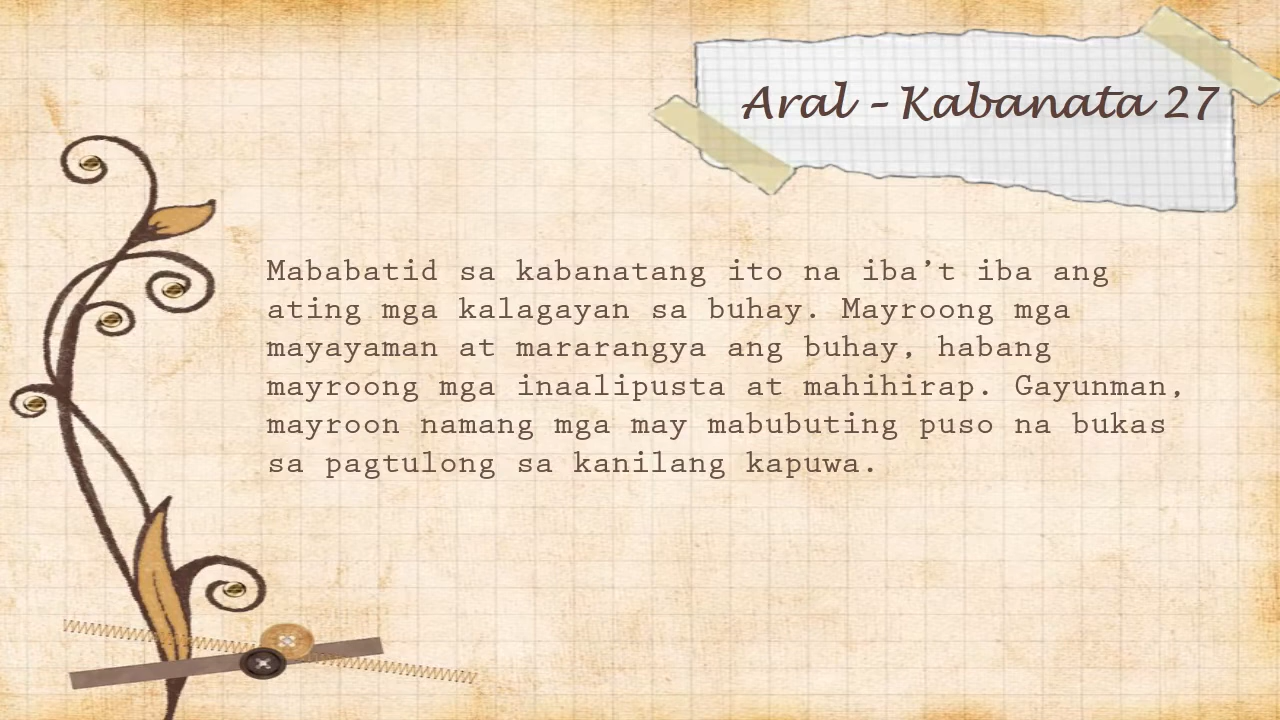 Aral – Kabanata 27
Mababatid sa kabanatang ito na iba’t iba ang
ating mga kalagayan sa buhay. Mayroong mga
mayayaman at mararangya ang buhay, habang
mayroong mga inaalipusta at mahihirap. Gayunman,
mayroon namang mga may mabubuting puso na bukas
sa pagtulong sa kanilang kapuwa.